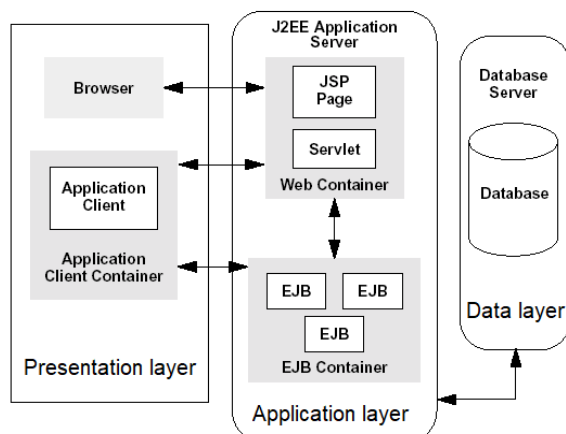 Browser
Application
Client
Application
Client Container
Presentation layer
J2EE Application
Server
JSP
Page
Servlet
Web Container
EJB
EJB
EJB
EJB Container
Application layer
Database
Server
Database
Data layer